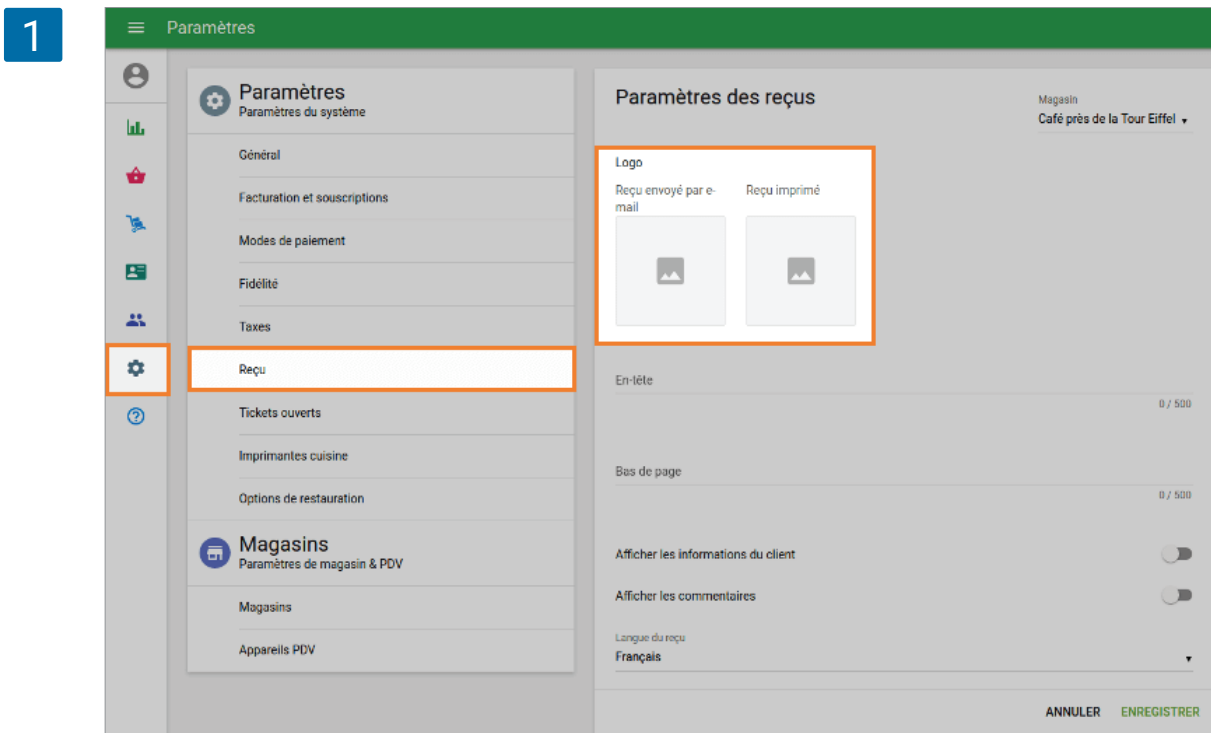 1
Paramètres
Paramètres
Paramètres du système
Général
Facturation et souscriptions
Modes de paiement
Fidélité
Taxes
Reçu
Tickets ouverts
Imprimantes cuisine
Options de restauration
Magasins
Paramètres de magasin & PDV
Magasins
Appareils PDV
Paramètres des reçus
Magasin
Café près de la Tour Eiffel
Logo
Reçu envoyé par e-
mail
Reçu imprimé
En-tête
0 / 500
Bas de page
0 / 500
Afficher les informations du client
Afficher les commentaires
Langue du reçu
Français
ANNULER ENREGISTRER